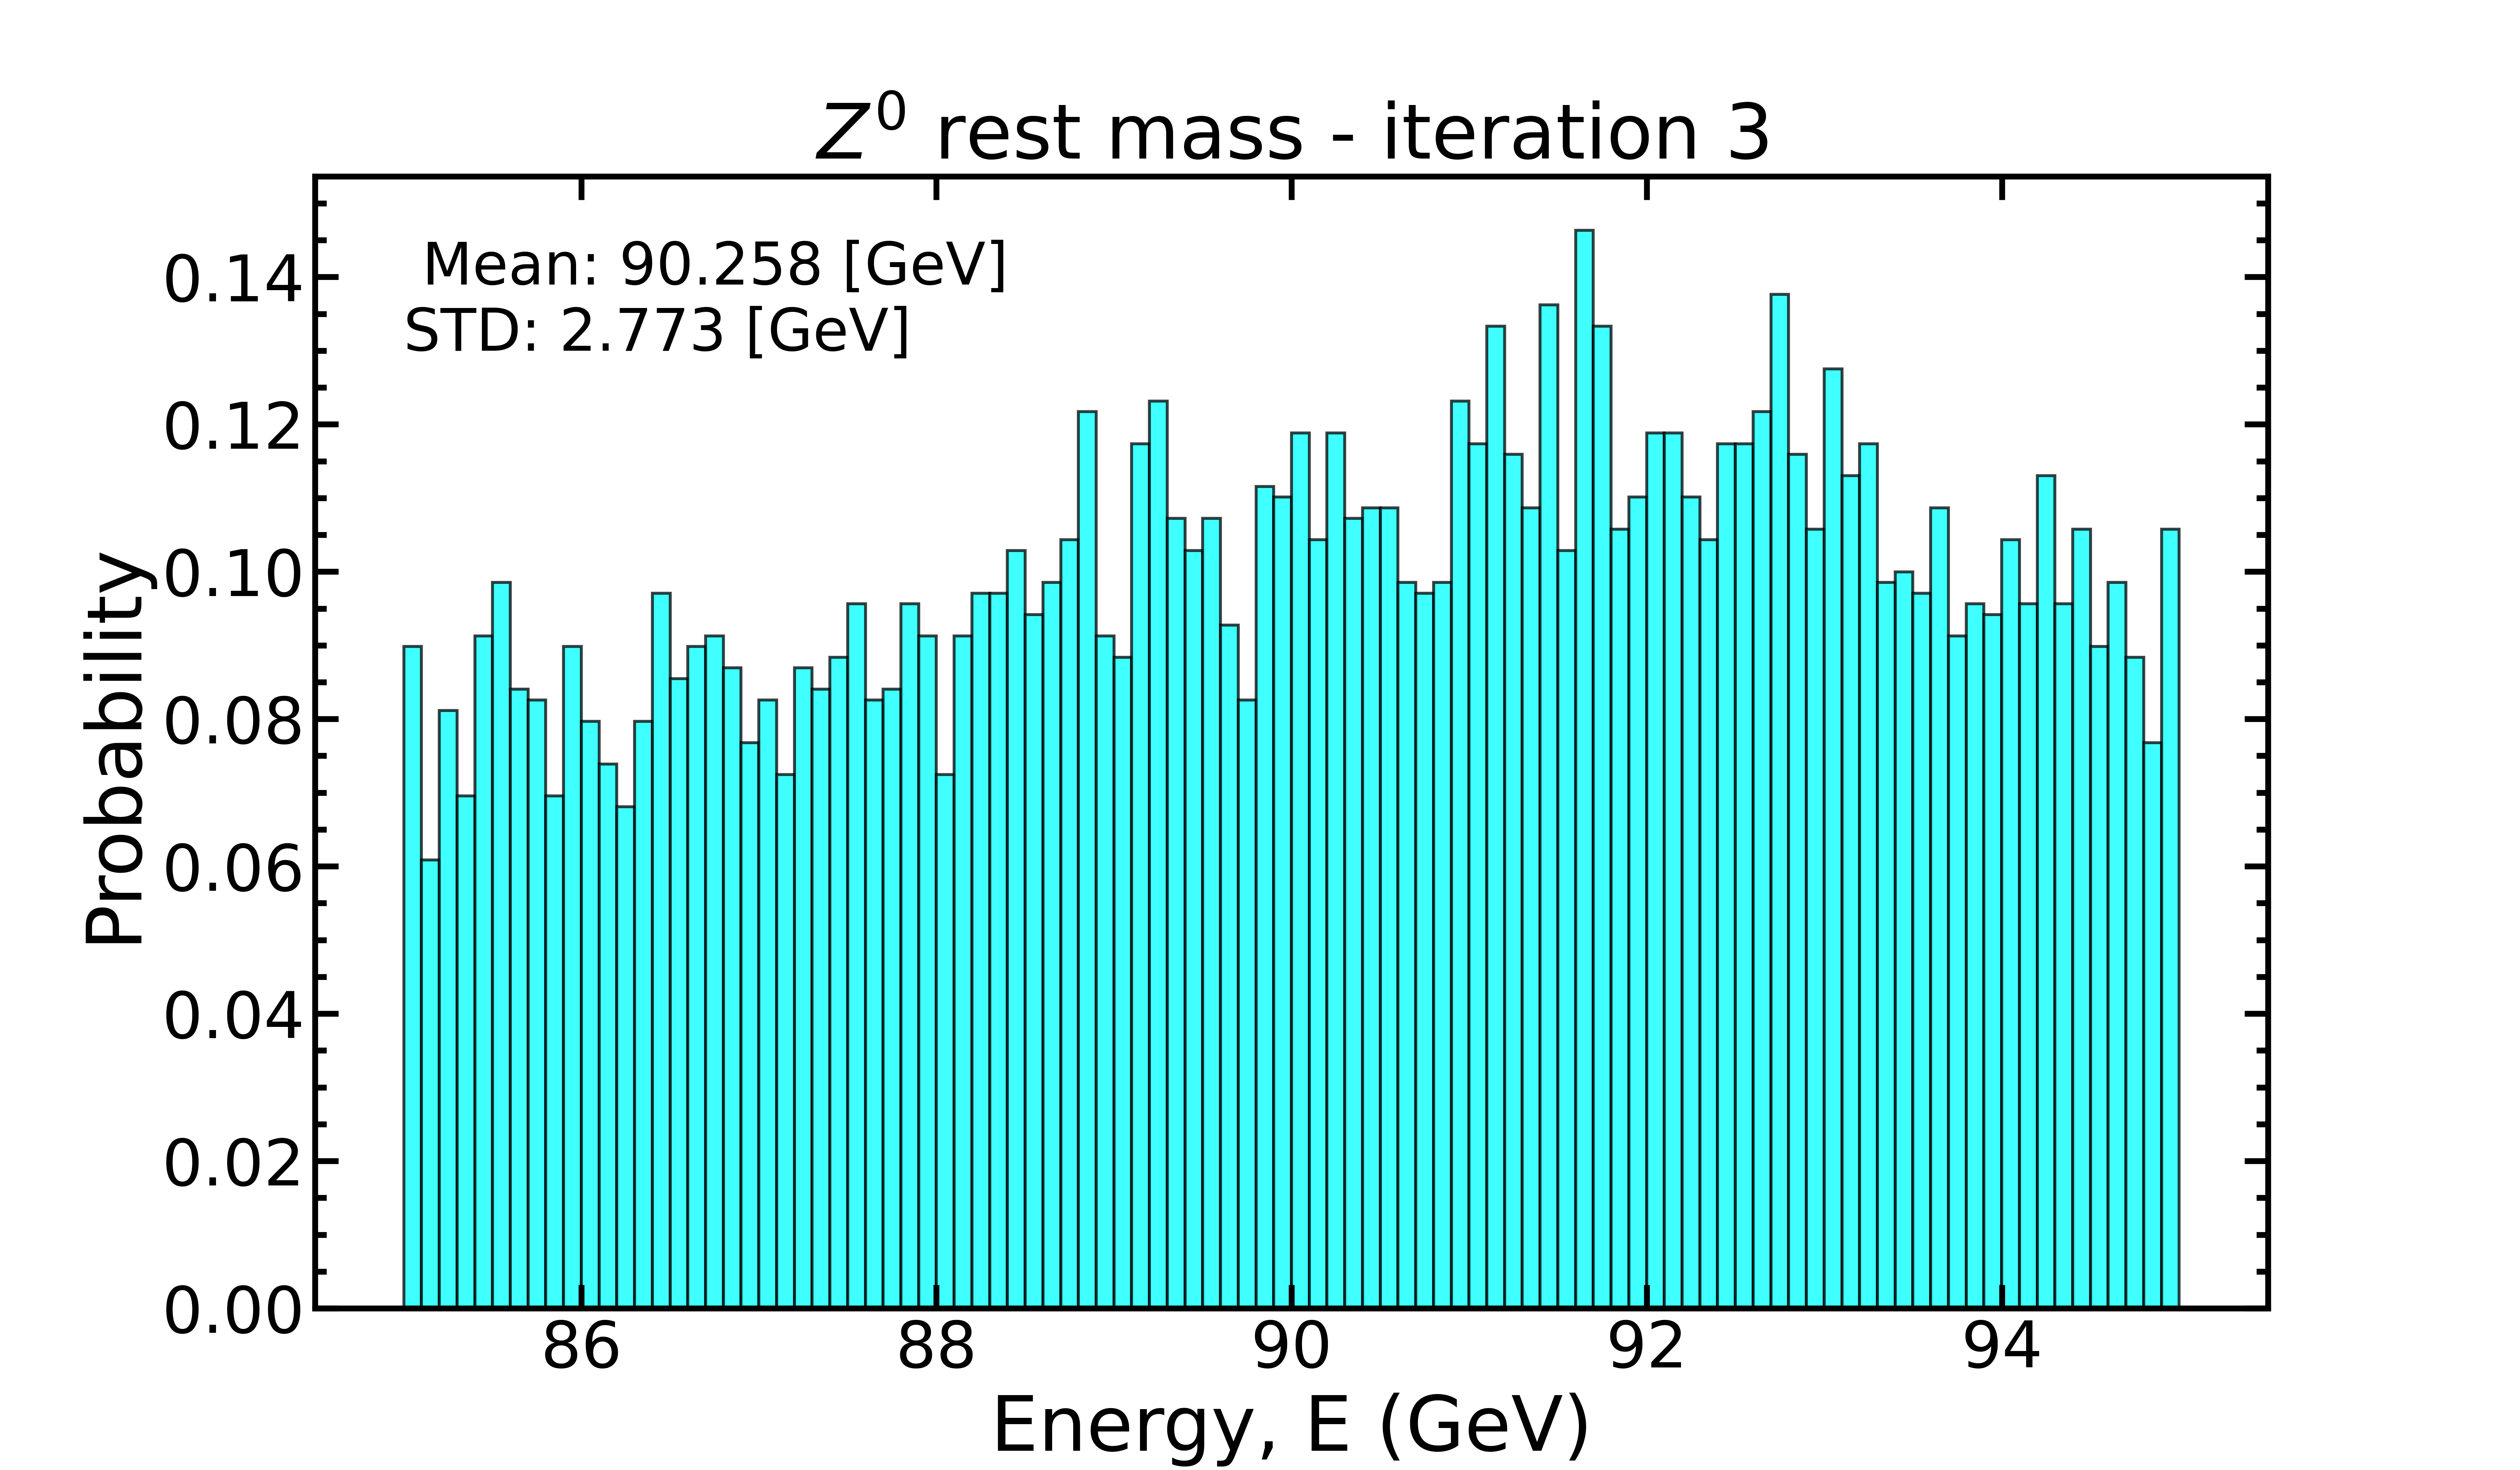 Z⁰ rest mass - iteration 3
Mean: 90.258 [GeV]
STD: 2.773 [GeV]
Probability
0.14
0.12
0.10
0.08
0.06
0.04
0.02
0.00
86 88 90 92 94
Energy, E (GeV)